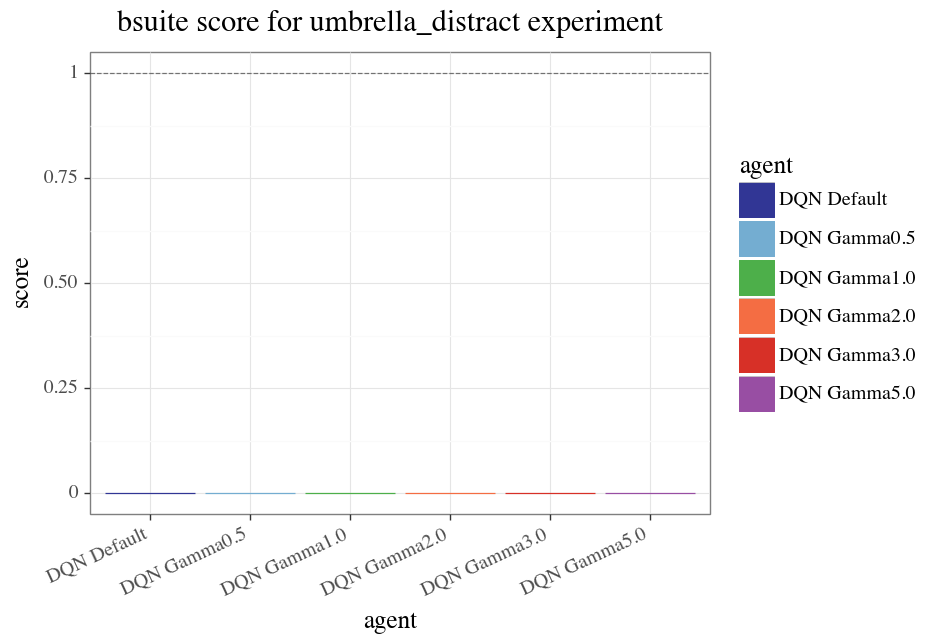 bsuite score for umbrella_distract experiment
1
0.75
0.50
0.25
0
score
DQN Default
DQN Gamma0.5
DQN Gamma1.0
DQN Gamma2.0
DQN Gamma3.0
DQN Gamma5.0
agent
agent
DQN Default
DQN Gamma0.5
DQN Gamma1.0
DQN Gamma2.0
DQN Gamma3.0
DQN Gamma5.0